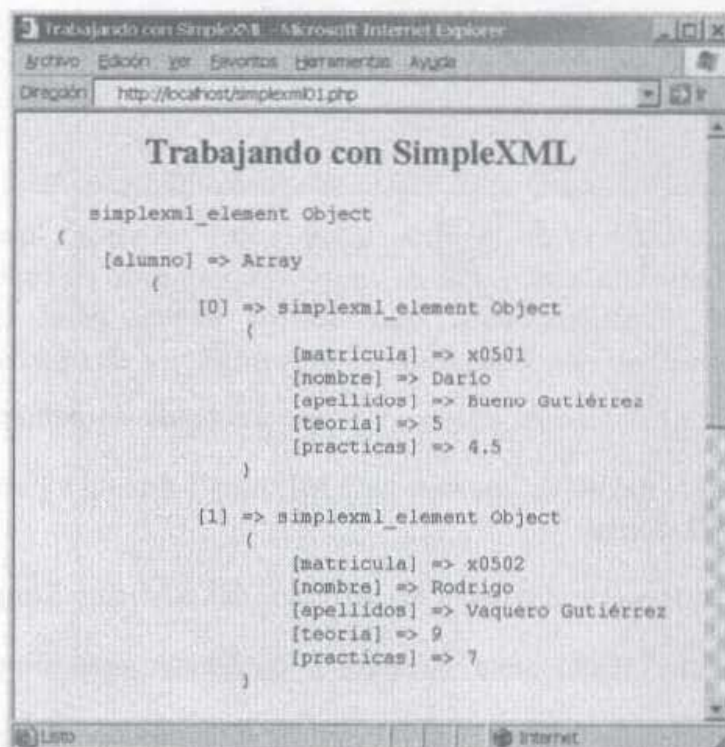 Trabajando con SimpleXML - Microsoft Internet Explorer
Archivo Edición Ver Favoritos Herramientas Ayuda
Dirección http://localhost/simplexml01.php Ir
Trabajando con SimpleXML
simplexml_element Object
(
[alumno] => Array
(
[0] => simplexml_element Object
(
[matricula] => x0501
[nombre] => Darío
[apellidos] => Bueno Gutiérrez
[teoria] => 5
[practicas] => 4.5
)
[1] => simplexml_element Object
(
[matricula] => x0502
[nombre] => Rodrigo
[apellidos] => Vaquero Gutiérrez
[teoria] => 9
[practicas] => 7
)
Listo Internet